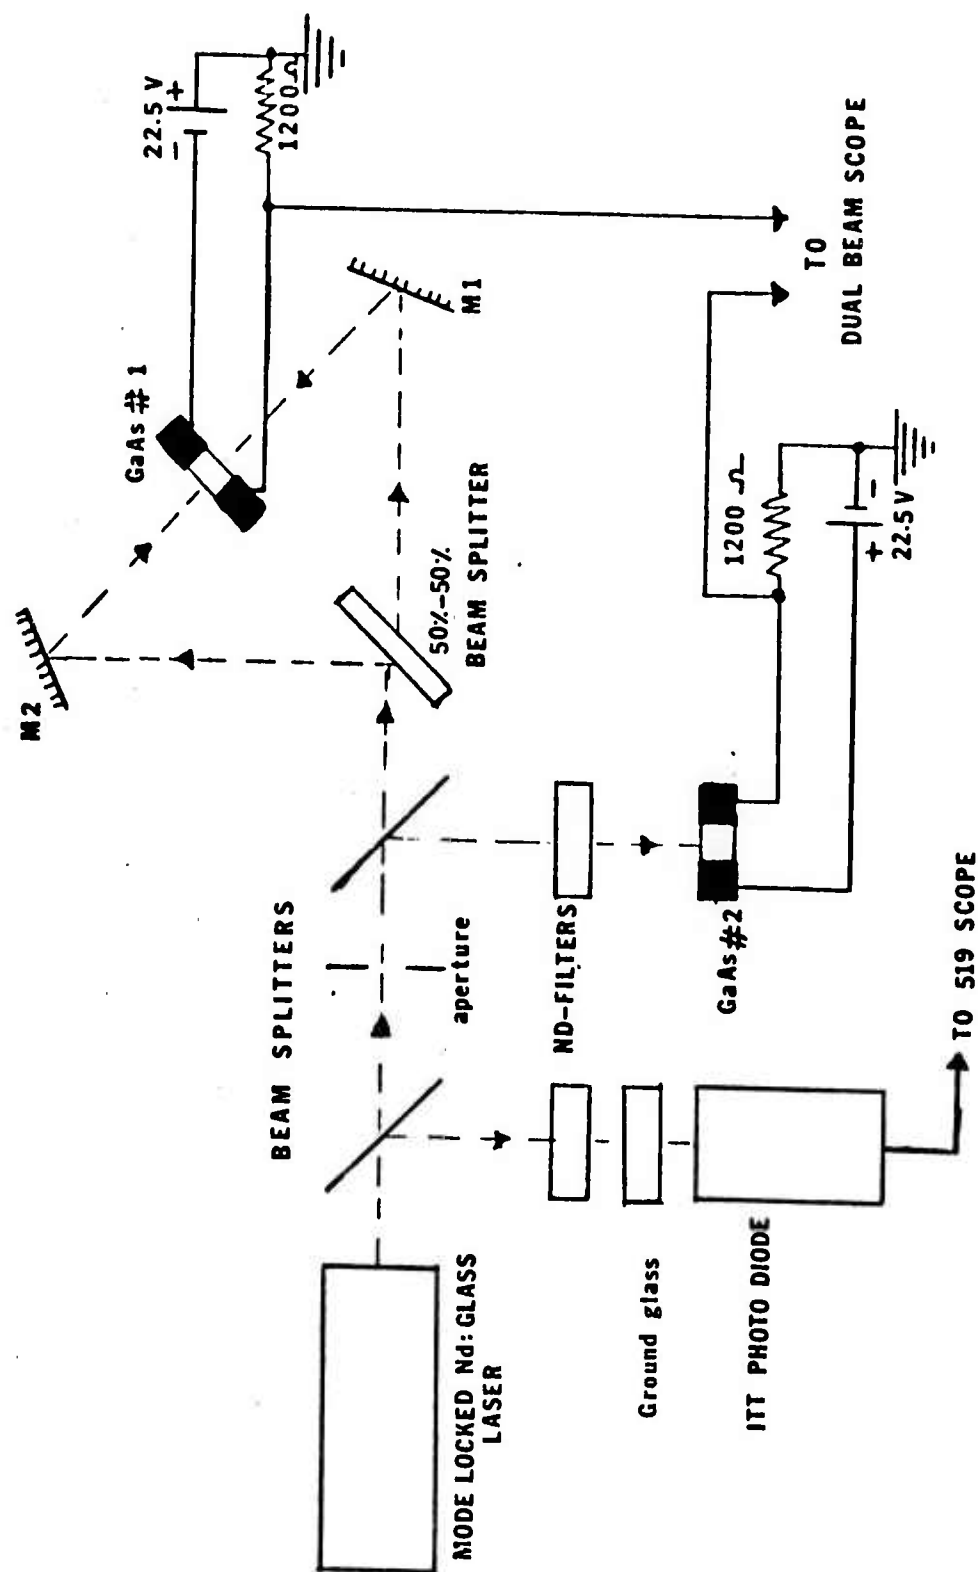 MODE LOCKED Nd:GLASS
LASER
BEAM SPLITTERS
aperture
Ground glass
ITT PHOTO DIODE
TO 519 SCOPE
ND-FILTERS
GaAs #2
M2
50%-50%
BEAM SPLITTER
M1
GaAs #1
22.5 V
− +
1200 Ω
1200 Ω
+ −
22.5 V
TO
DUAL BEAM SCOPE